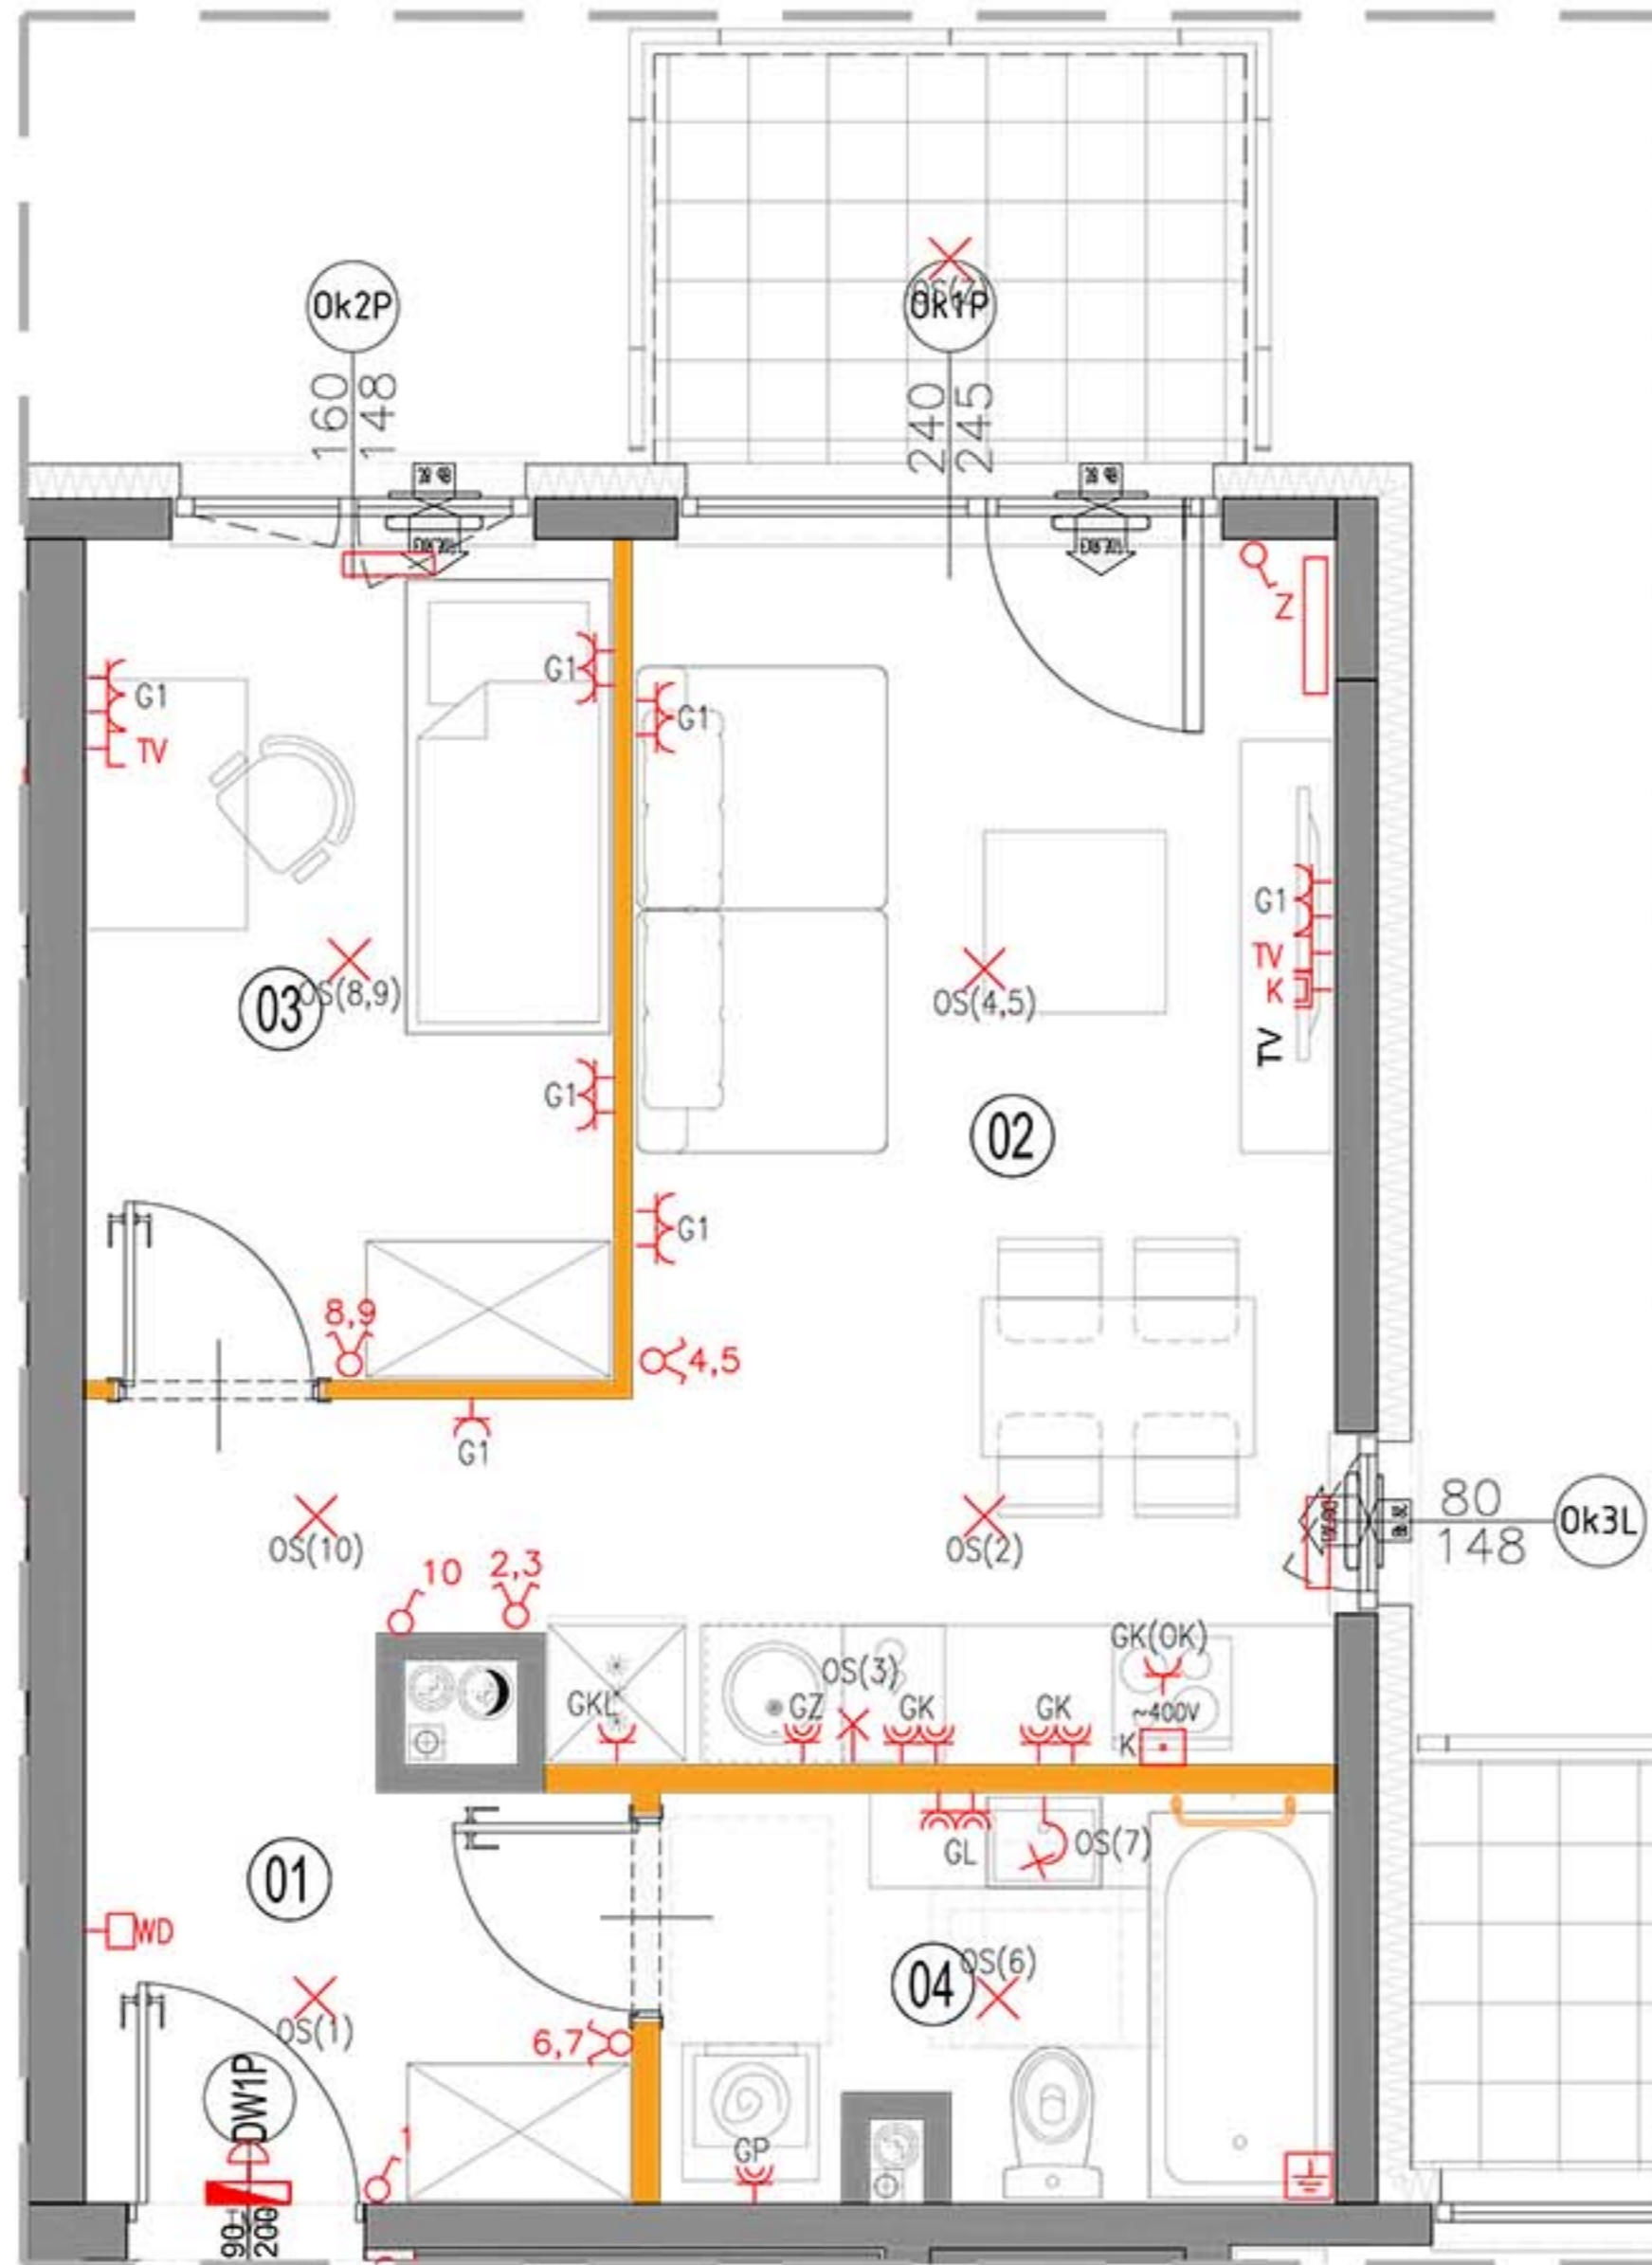 Ok2P
Ok1P
160
148
240
245
Z
G1
G1
G1
TV
G1
TV
K
TV
03
OS(8,9)
OS(4,5)
G1
02
G1
8,9
4,5
G1
OS(10)
OS(2)
80
148
Ok3L
10
2,3
GK(OK)
OS(3)
GKL
GZ
GK
GK
~400V
K
GL
OS(7)
01
WD
04
OS(6)
OS(1)
6,7
DW1P
1
GP
90
200